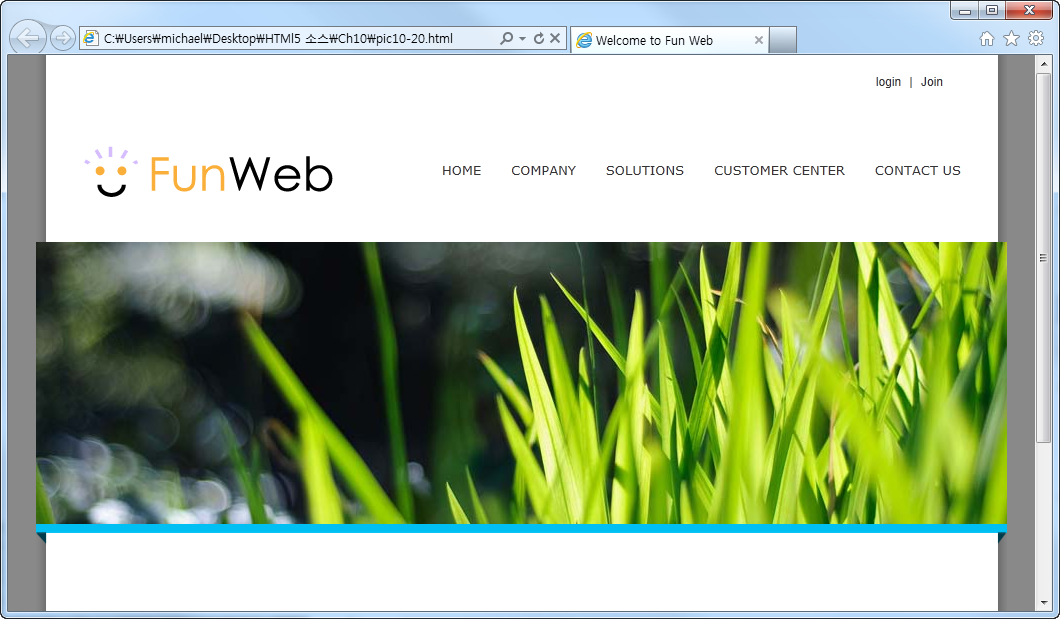 C:₩Users₩michael₩Desktop₩HTMl5 소스₩Ch10₩pic10-20.html
Welcome to Fun Web
login | Join
FunWeb
HOME COMPANY SOLUTIONS CUSTOMER CENTER CONTACT US